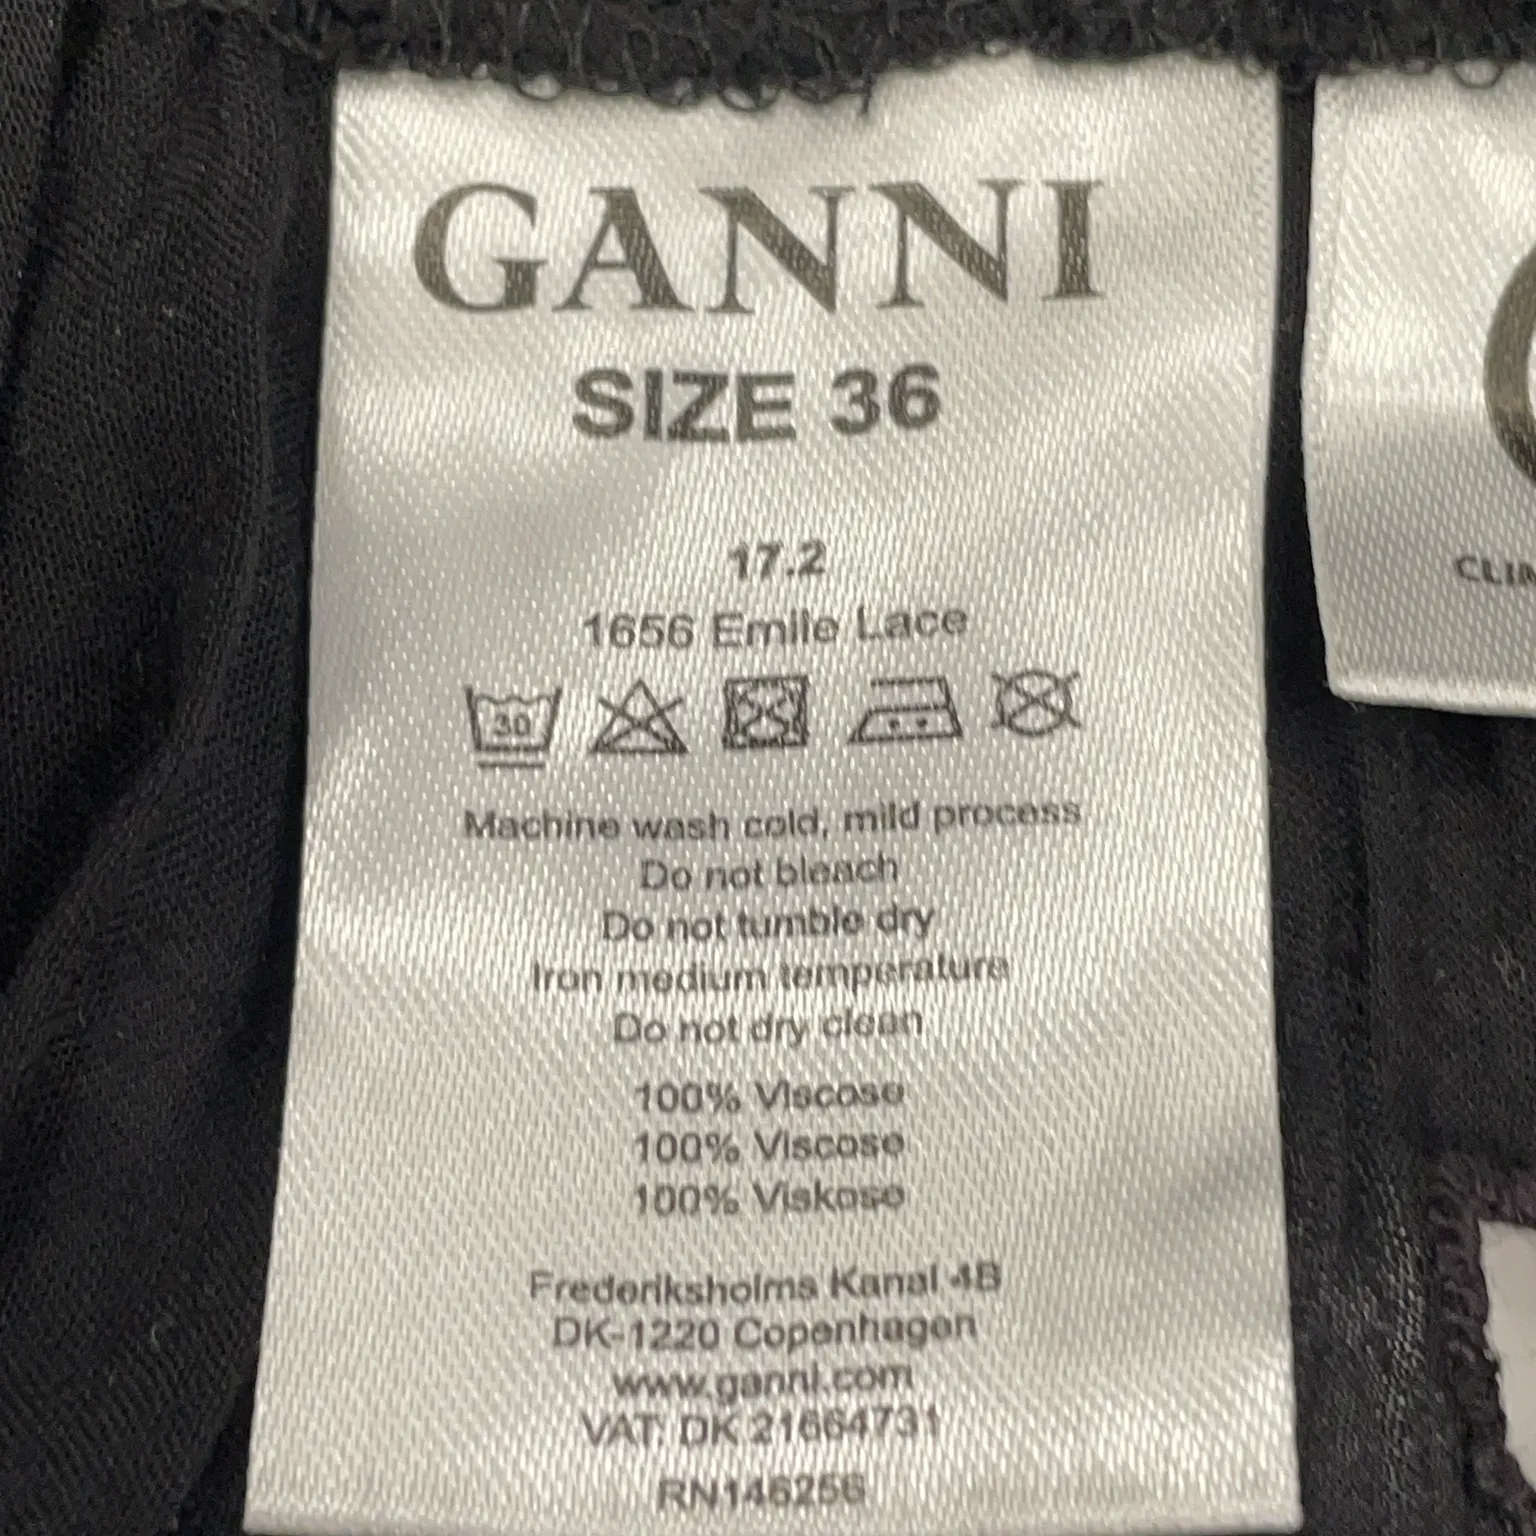 GANNI
SIZE 36
17.2
1656 Emilie Lace
30
Machine wash cold, mild process
Do not bleach
Do not tumble dry
Iron medium temperature
Do not dry clean
100% Viscose
100% Viscose
100% Viskose
Frederiksholms Kanal 4B
DK-1220 Copenhagen
www.ganni.com
VAT: DK 21664731
RN146256